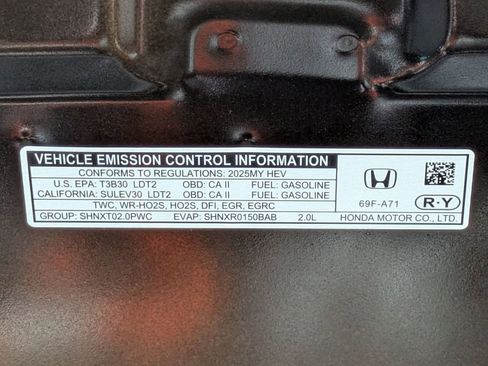 VEHICLE EMISSION CONTROL INFORMATION
CONFORMS TO REGULATIONS: 2025MY HEV
U.S. EPA: T3B30 LDT2 OBD: CA II FUEL: GASOLINE
CALIFORNIA: SULEV30 LDT2 OBD: CA II FUEL: GASOLINE
TWC, WR-HO2S, HO2S, DFI, EGR, EGRC
GROUP: SHNXT02.0PWC EVAP: SHNXR0150BAB 2.0L
69F-A71
R·Y
HONDA MOTOR CO., LTD.